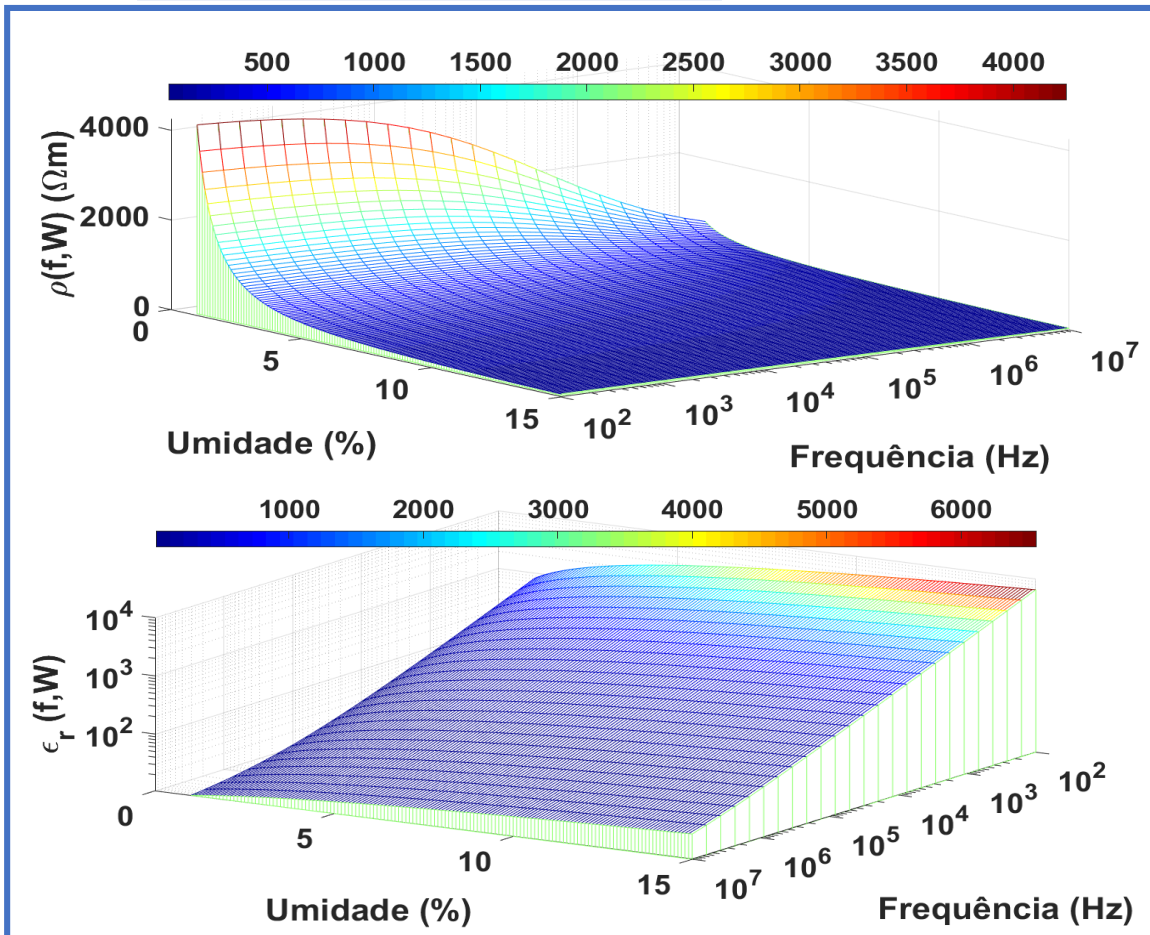 500 1000 1500 2000 2500 3000 3500 4000
ρ(f,W) (Ωm)
4000
2000
0
0
5
10
15
10² 10³ 10⁴ 10⁵ 10⁶ 10⁷
Umidade (%)
Frequência (Hz)
1000 2000 3000 4000 5000 6000
ϵᵣ(f,W)
10⁴
10³
10²
0
5
10
15
10⁷ 10⁶ 10⁵ 10⁴ 10³ 10²
Umidade (%)
Frequência (Hz)